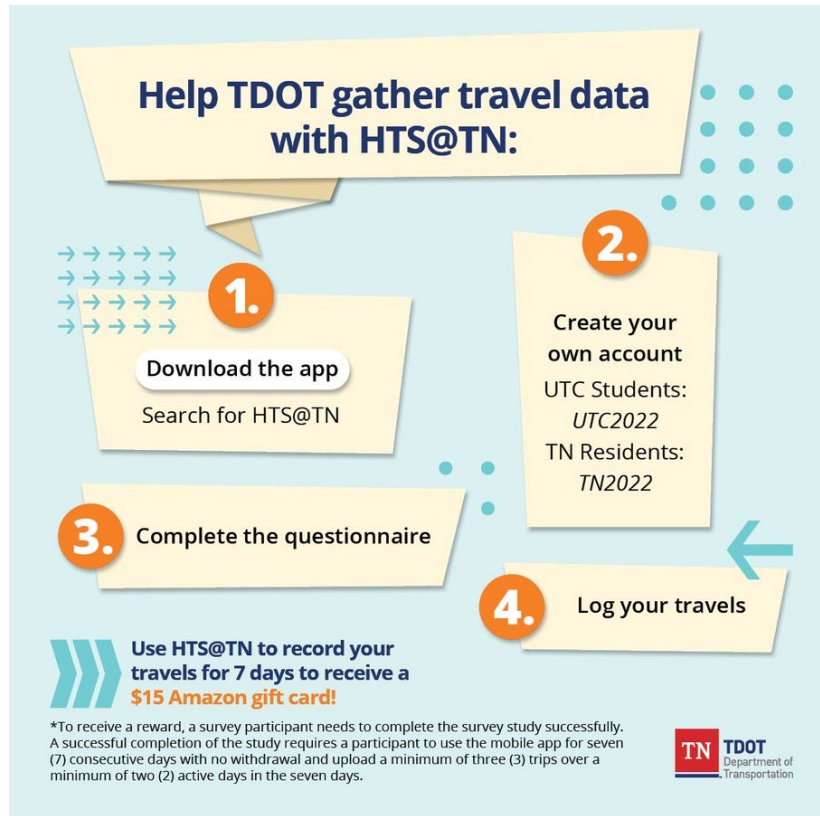 Help TDOT gather travel data
with HTS@TN:
1.
Download the app
Search for HTS@TN
2.
Create your
own account
UTC Students:
UTC2022
TN Residents:
TN2022
3.
Complete the questionnaire
4.
Log your travels
Use HTS@TN to record your
travels for 7 days to receive a
$15 Amazon gift card!
*To receive a reward, a survey participant needs to complete the survey study successfully.
A successful completion of the study requires a participant to use the mobile app for seven
(7) consecutive days with no withdrawal and upload a minimum of three (3) trips over a
minimum of two (2) active days in the seven days.
TN
TDOT
Department of
Transportation